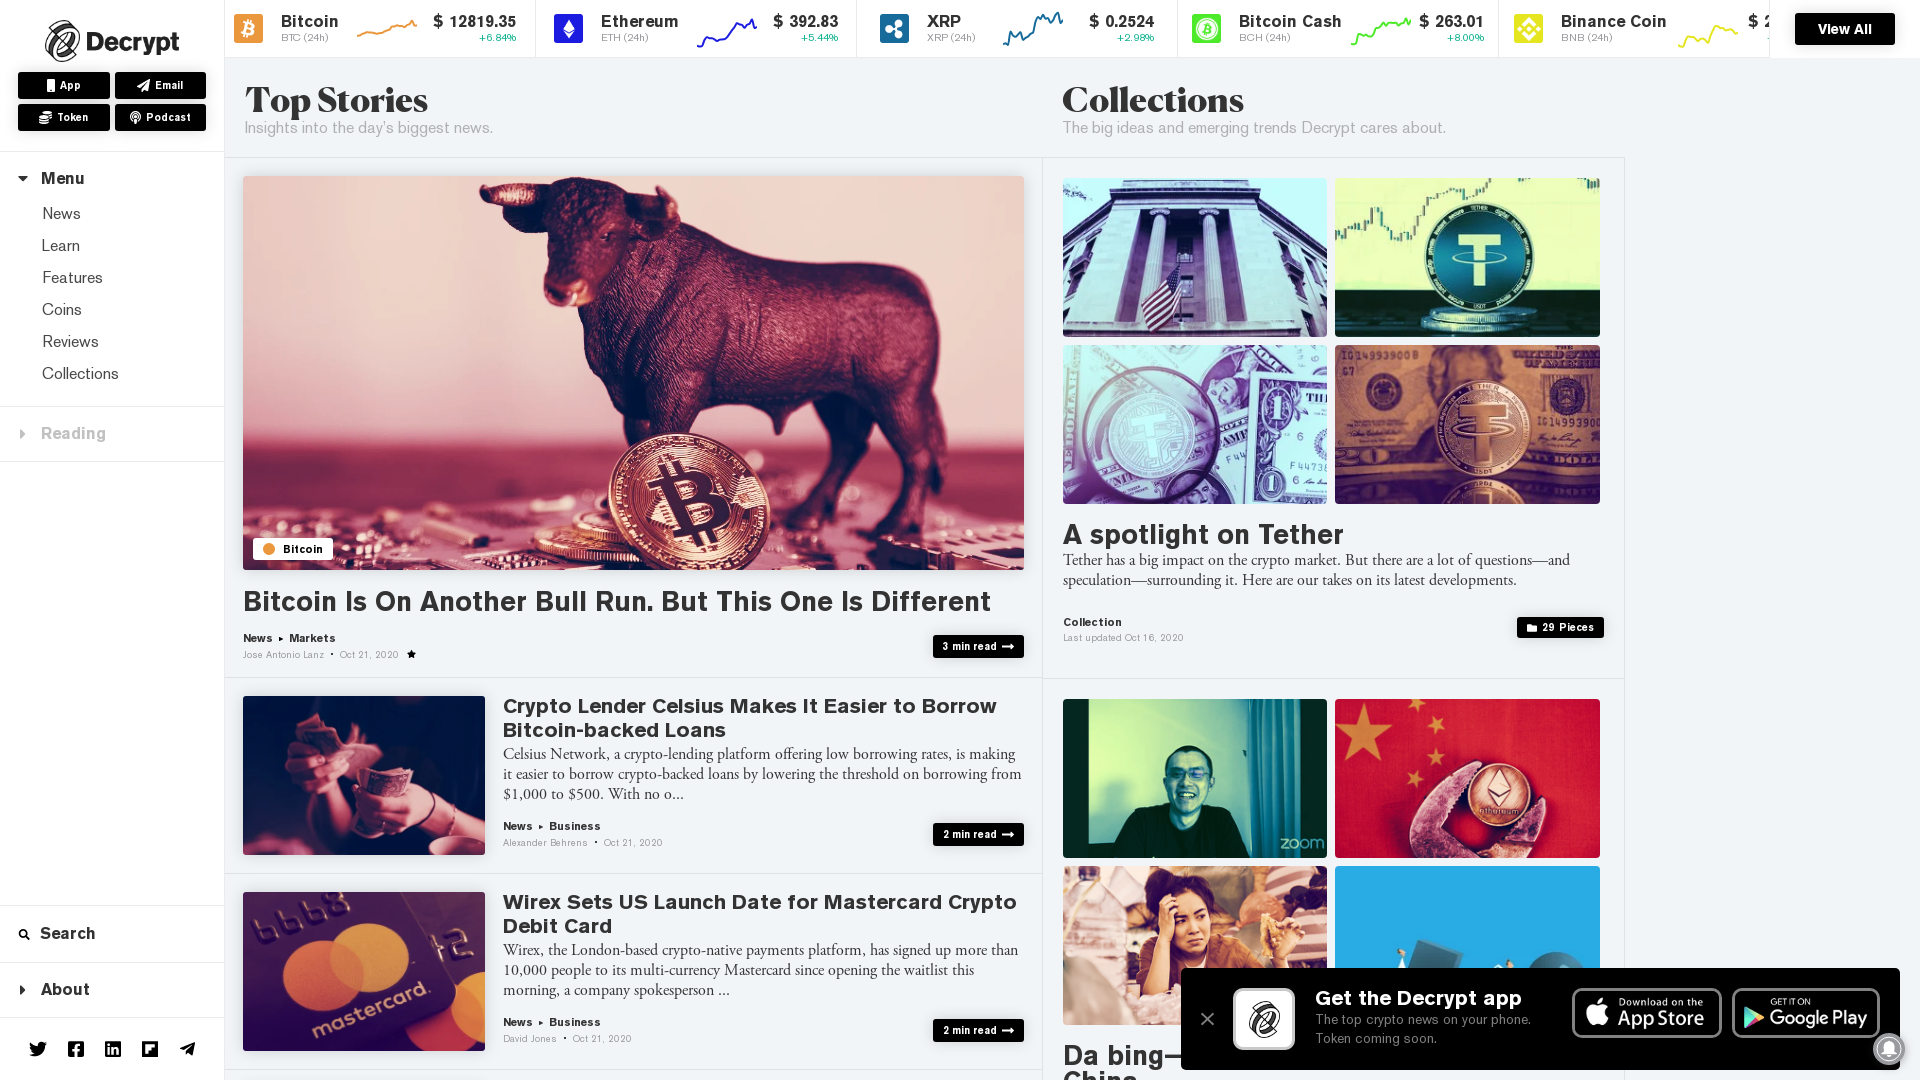 Decrypt
App
Email
Token
Podcast
Menu
News
Learn
Features
Coins
Reviews
Collections
Reading
Search
About
Bitcoin
BTC (24h)
$ 12819.35
+6.84%
Ethereum
ETH (24h)
$ 392.83
+5.44%
XRP
XRP (24h)
$ 0.2524
+2.98%
Bitcoin Cash
BCH (24h)
$ 263.01
+8.00%
Binance Coin
BNB (24h)
$
View All
Top Stories
Insights into the day's biggest news.
Bitcoin
Bitcoin Is On Another Bull Run. But This One Is Different
News ▸ Markets
Jose Antonio Lanz • Oct 21, 2020 ★
3 min read
Crypto Lender Celsius Makes It Easier to Borrow
Bitcoin-backed Loans
Celsius Network, a crypto-lending platform offering low borrowing rates, is making
it easier to borrow crypto-backed loans by lowering the threshold on borrowing from
$1,000 to $500. With no o...
News ▸ Business
Alexander Behrens • Oct 21, 2020
2 min read
mastercard.
Wirex Sets US Launch Date for Mastercard Crypto
Debit Card
Wirex, the London-based crypto-native payments platform, has signed up more than
10,000 people to its multi-currency Mastercard since opening the waitlist this
morning, a company spokesperson ...
News ▸ Business
David Jones • Oct 21, 2020
2 min read
Collections
The big ideas and emerging trends Decrypt cares about.
A spotlight on Tether
Tether has a big impact on the crypto market. But there are a lot of questions—and
speculation—surrounding it. Here are our takes on its latest developments.
Collection
Last updated Oct 16, 2020
29 Pieces
zoom
ethereum
Da bing—
China
Get the Decrypt app
The top crypto news on your phone.
Token coming soon.
Download on the
App Store
GET IT ON
Google Play